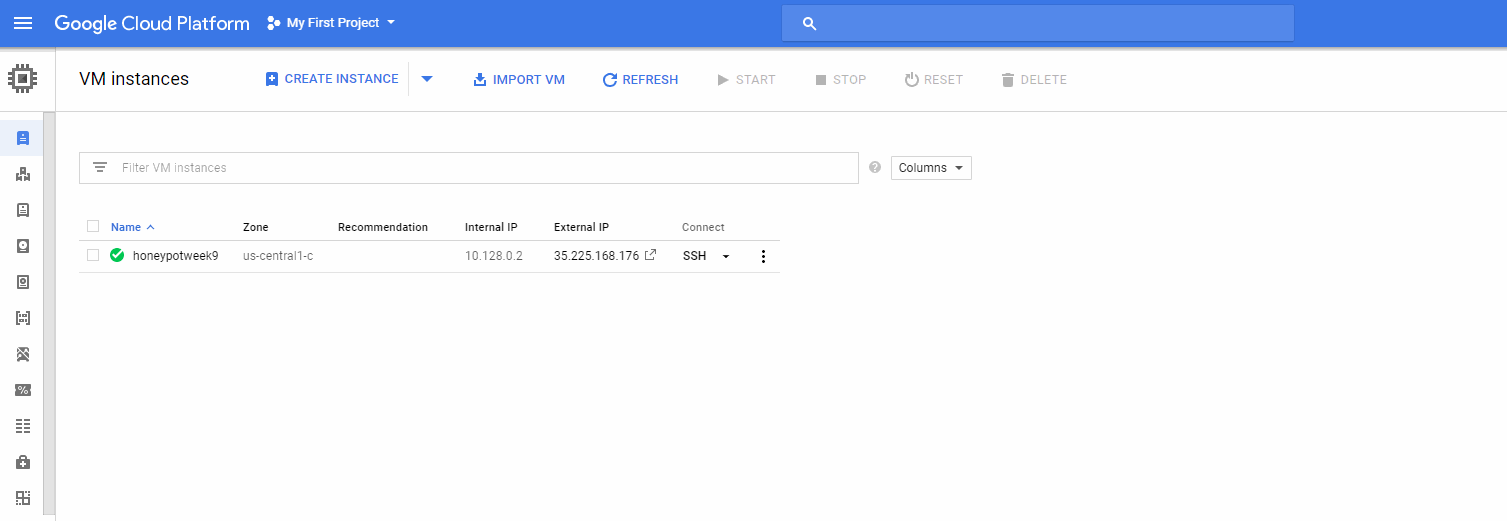 Google Cloud Platform My First Project
VM instances CREATE INSTANCE IMPORT VM REFRESH START STOP RESET DELETE
Filter VM instances ? Columns
Name Zone Recommendation Internal IP External IP Connect
honeypotweek9 us-central1-c 10.128.0.2 35.225.168.176 SSH
%